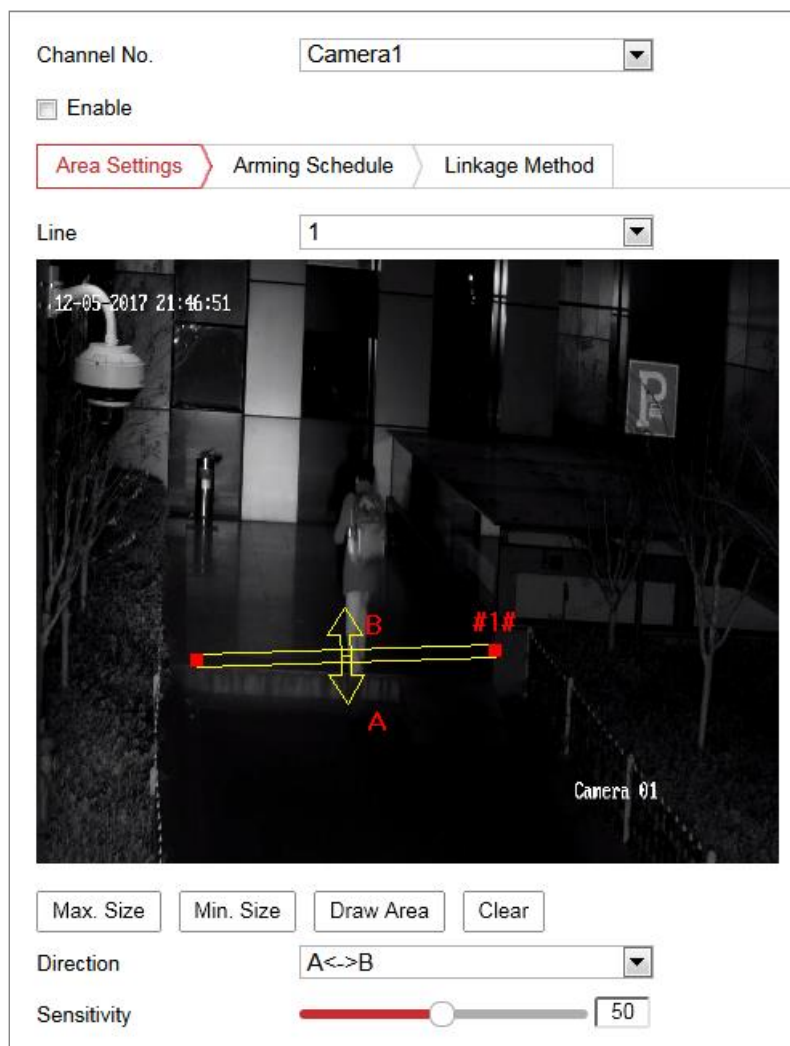 Channel No. Camera1
Enable
Area Settings Arming Schedule Linkage Method
Line 1
12-05-2017 21:46:51
P
B #1#
A
Camera 01
Max. Size Min. Size Draw Area Clear
Direction A<->B
Sensitivity 50